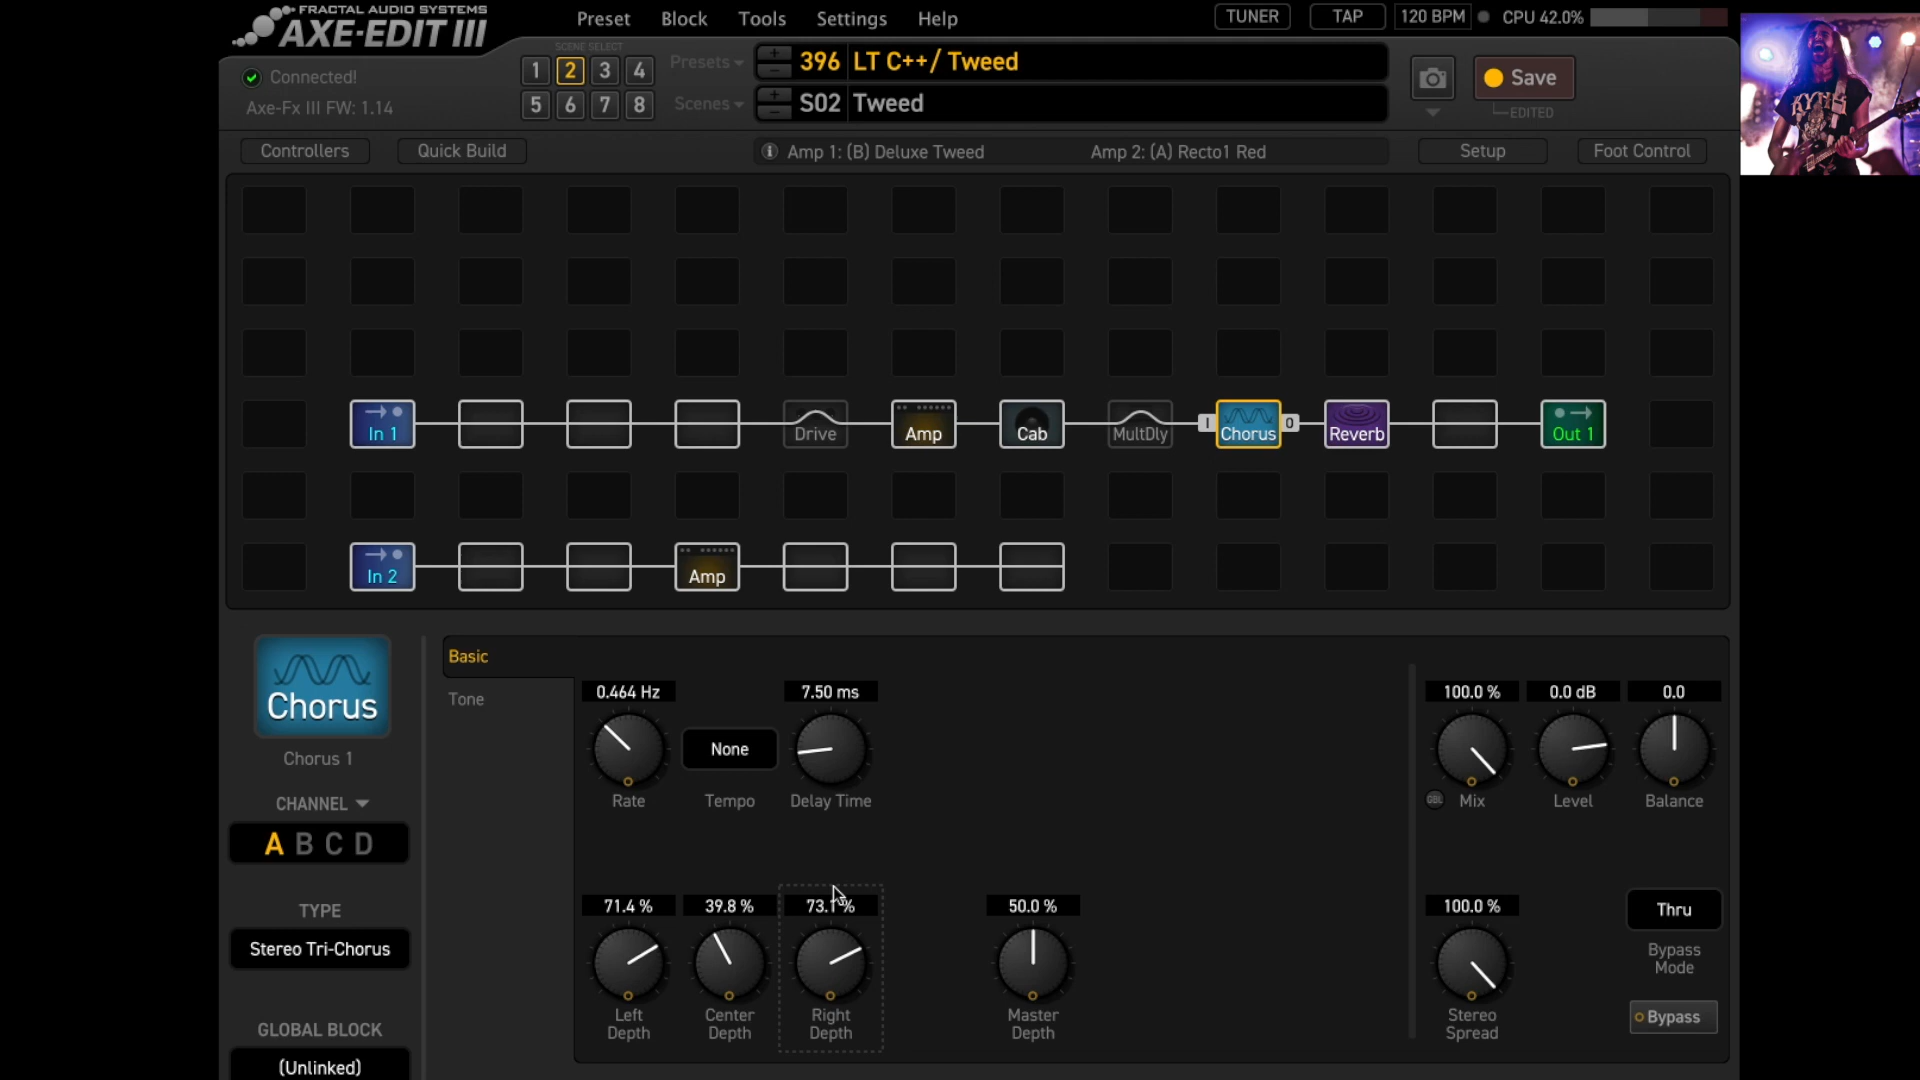 FRACTAL AUDIO SYSTEMS
AXE-EDIT III
Preset Block Tools Settings Help
TUNER TAP 120 BPM CPU 42.0%
Connected!
Axe-Fx III FW: 1.14
SCENE SELECT
1 2 3 4
5 6 7 8
Presets + - 396 LT C++/ Tweed
Scenes + - S02 Tweed
Save
EDITED
Controllers Quick Build
Amp 1: (B) Deluxe Tweed Amp 2: (A) Recto1 Red
Setup Foot Control
In 1 Drive Amp Cab MultDly I Chorus O Reverb Out 1
In 2 Amp
Chorus
Chorus 1
CHANNEL
A B C D
TYPE
Stereo Tri-Chorus
GLOBAL BLOCK
(Unlinked)
Basic
Tone
0.464 Hz
Rate
None
Tempo
7.50 ms
Delay Time
100.0 %
GBL
Mix
0.0 dB
Level
0.0
Balance
71.4 %
Left Depth
39.8 %
Center Depth
73.1 %
Right Depth
50.0 %
Master Depth
100.0 %
Stereo Spread
Thru
Bypass Mode
Bypass